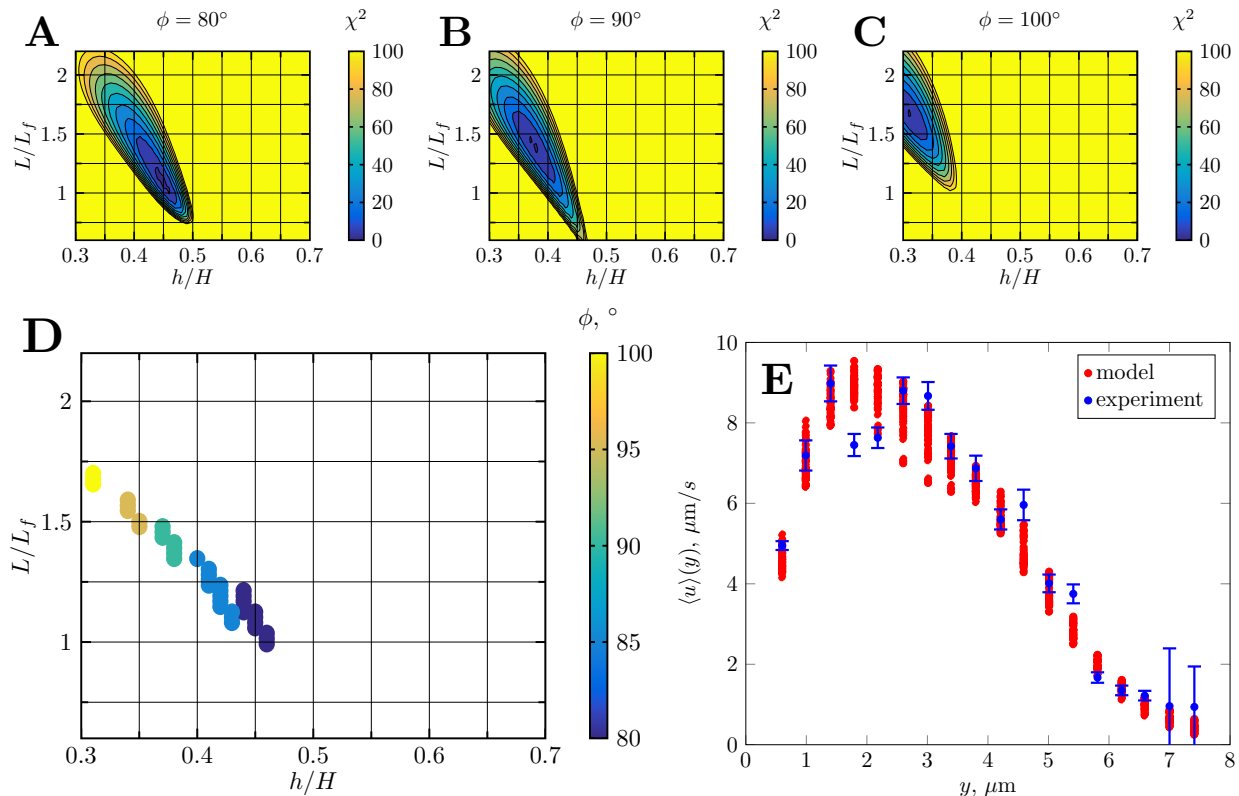 A
ϕ = 80°
χ²
B
ϕ = 90°
χ²
C
ϕ = 100°
χ²
L/L_f
2
1.5
1
0.3 0.4 0.5 0.6 0.7
h/H
100
80
60
40
20
0
L/L_f
2
1.5
1
0.3 0.4 0.5 0.6 0.7
h/H
100
80
60
40
20
0
L/L_f
2
1.5
1
0.3 0.4 0.5 0.6 0.7
h/H
100
80
60
40
20
0
D
ϕ, °
L/L_f
2
1.5
1
0.3 0.4 0.5 0.6 0.7
h/H
100
95
90
85
80
E
model
experiment
⟨u⟩(y), μm/s
10
8
6
4
2
0
0 1 2 3 4 5 6 7 8
y, μm